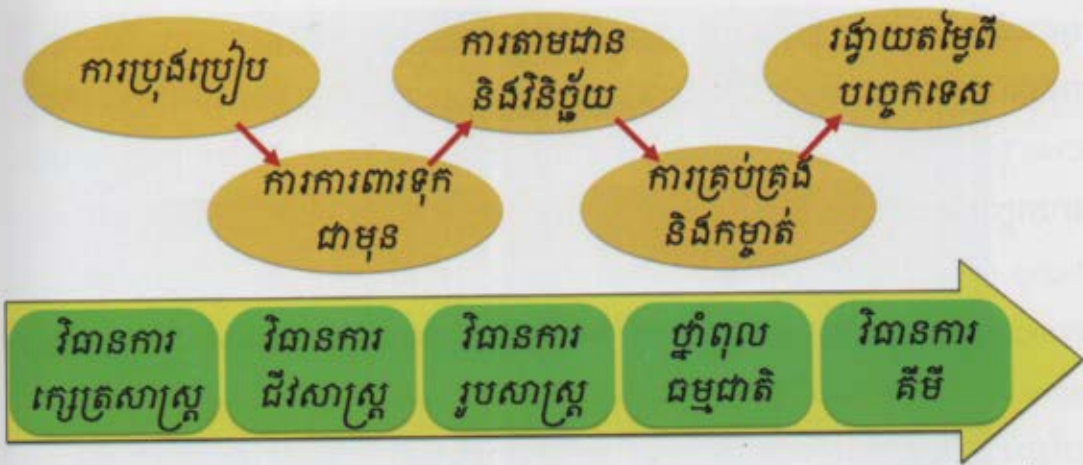 ការប្រុងប្រៀប
ការការពារទុក
ជាមុន
ការតាមដាន
និងវិនិច្ឆ័យ
ការគ្រប់គ្រង
និងកម្ចាត់
រង្វាយតម្លៃពី
បច្ចេកទេស
វិធានការ
ក្សេត្រសាស្ត្រ
វិធានការ
ជីវសាស្ត្រ
វិធានការ
រូបសាស្ត្រ
ថ្នាំពុល
ធម្មជាតិ
វិធានការ
គីមី